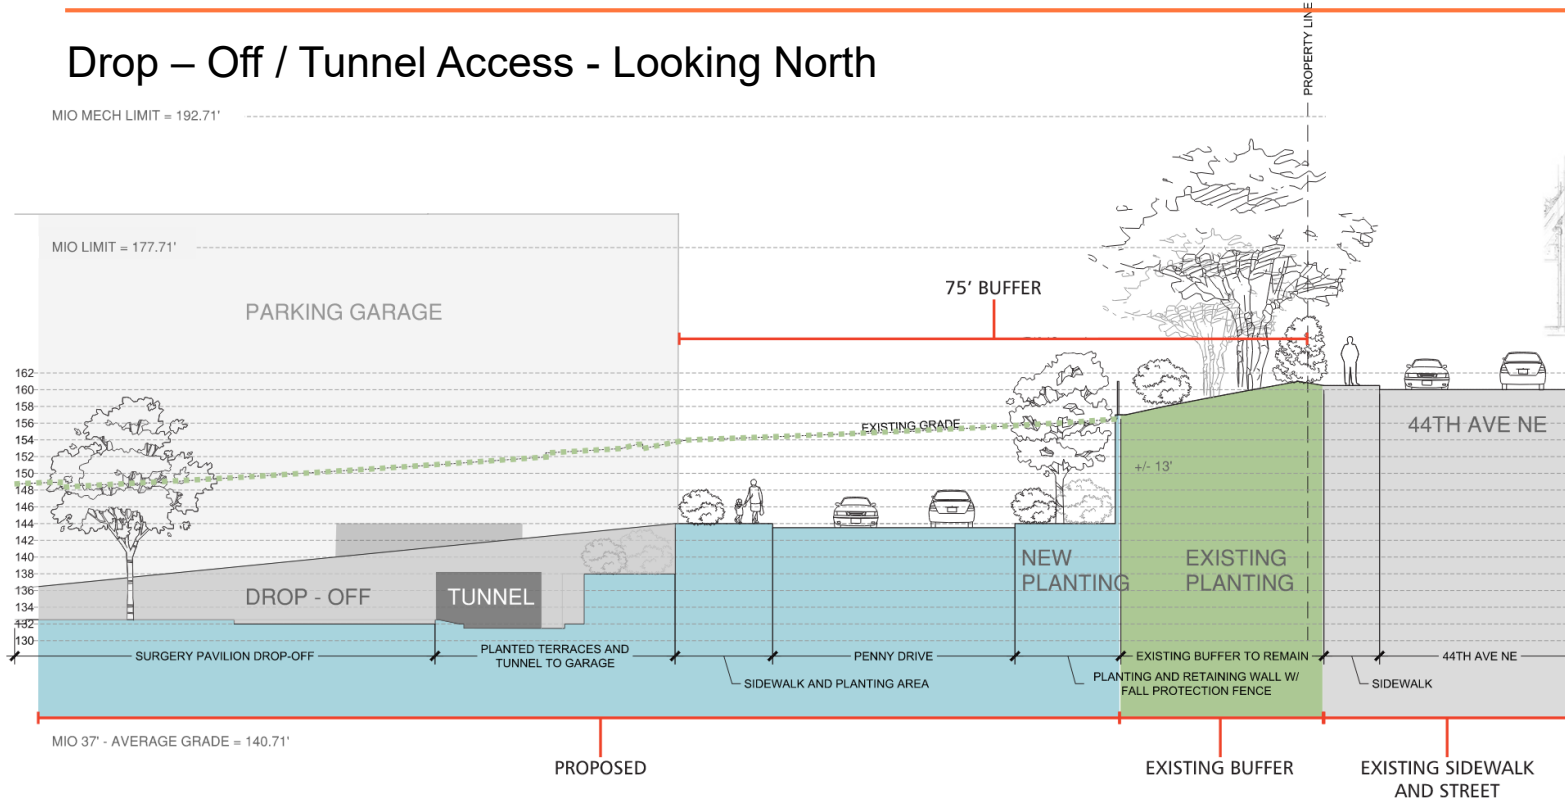 PROPERTY LINE
Drop – Off / Tunnel Access - Looking North
MIO MECH LIMIT = 192.71'
MIO LIMIT = 177.71'
75' BUFFER
PARKING GARAGE
162
160
158
156
154
152
150
148
146
144
142
140
138
136
134
132
130
EXISTING GRADE
44TH AVE NE
+/- 13'
NEW
PLANTING
EXISTING
PLANTING
DROP - OFF
TUNNEL
SURGERY PAVILION DROP-OFF
PLANTED TERRACES AND
TUNNEL TO GARAGE
SIDEWALK AND PLANTING AREA
PENNY DRIVE
PLANTING AND RETAINING WALL W/
FALL PROTECTION FENCE
EXISTING BUFFER TO REMAIN
SIDEWALK
44TH AVE NE
MIO 37' - AVERAGE GRADE = 140.71'
PROPOSED
EXISTING BUFFER
EXISTING SIDEWALK
AND STREET